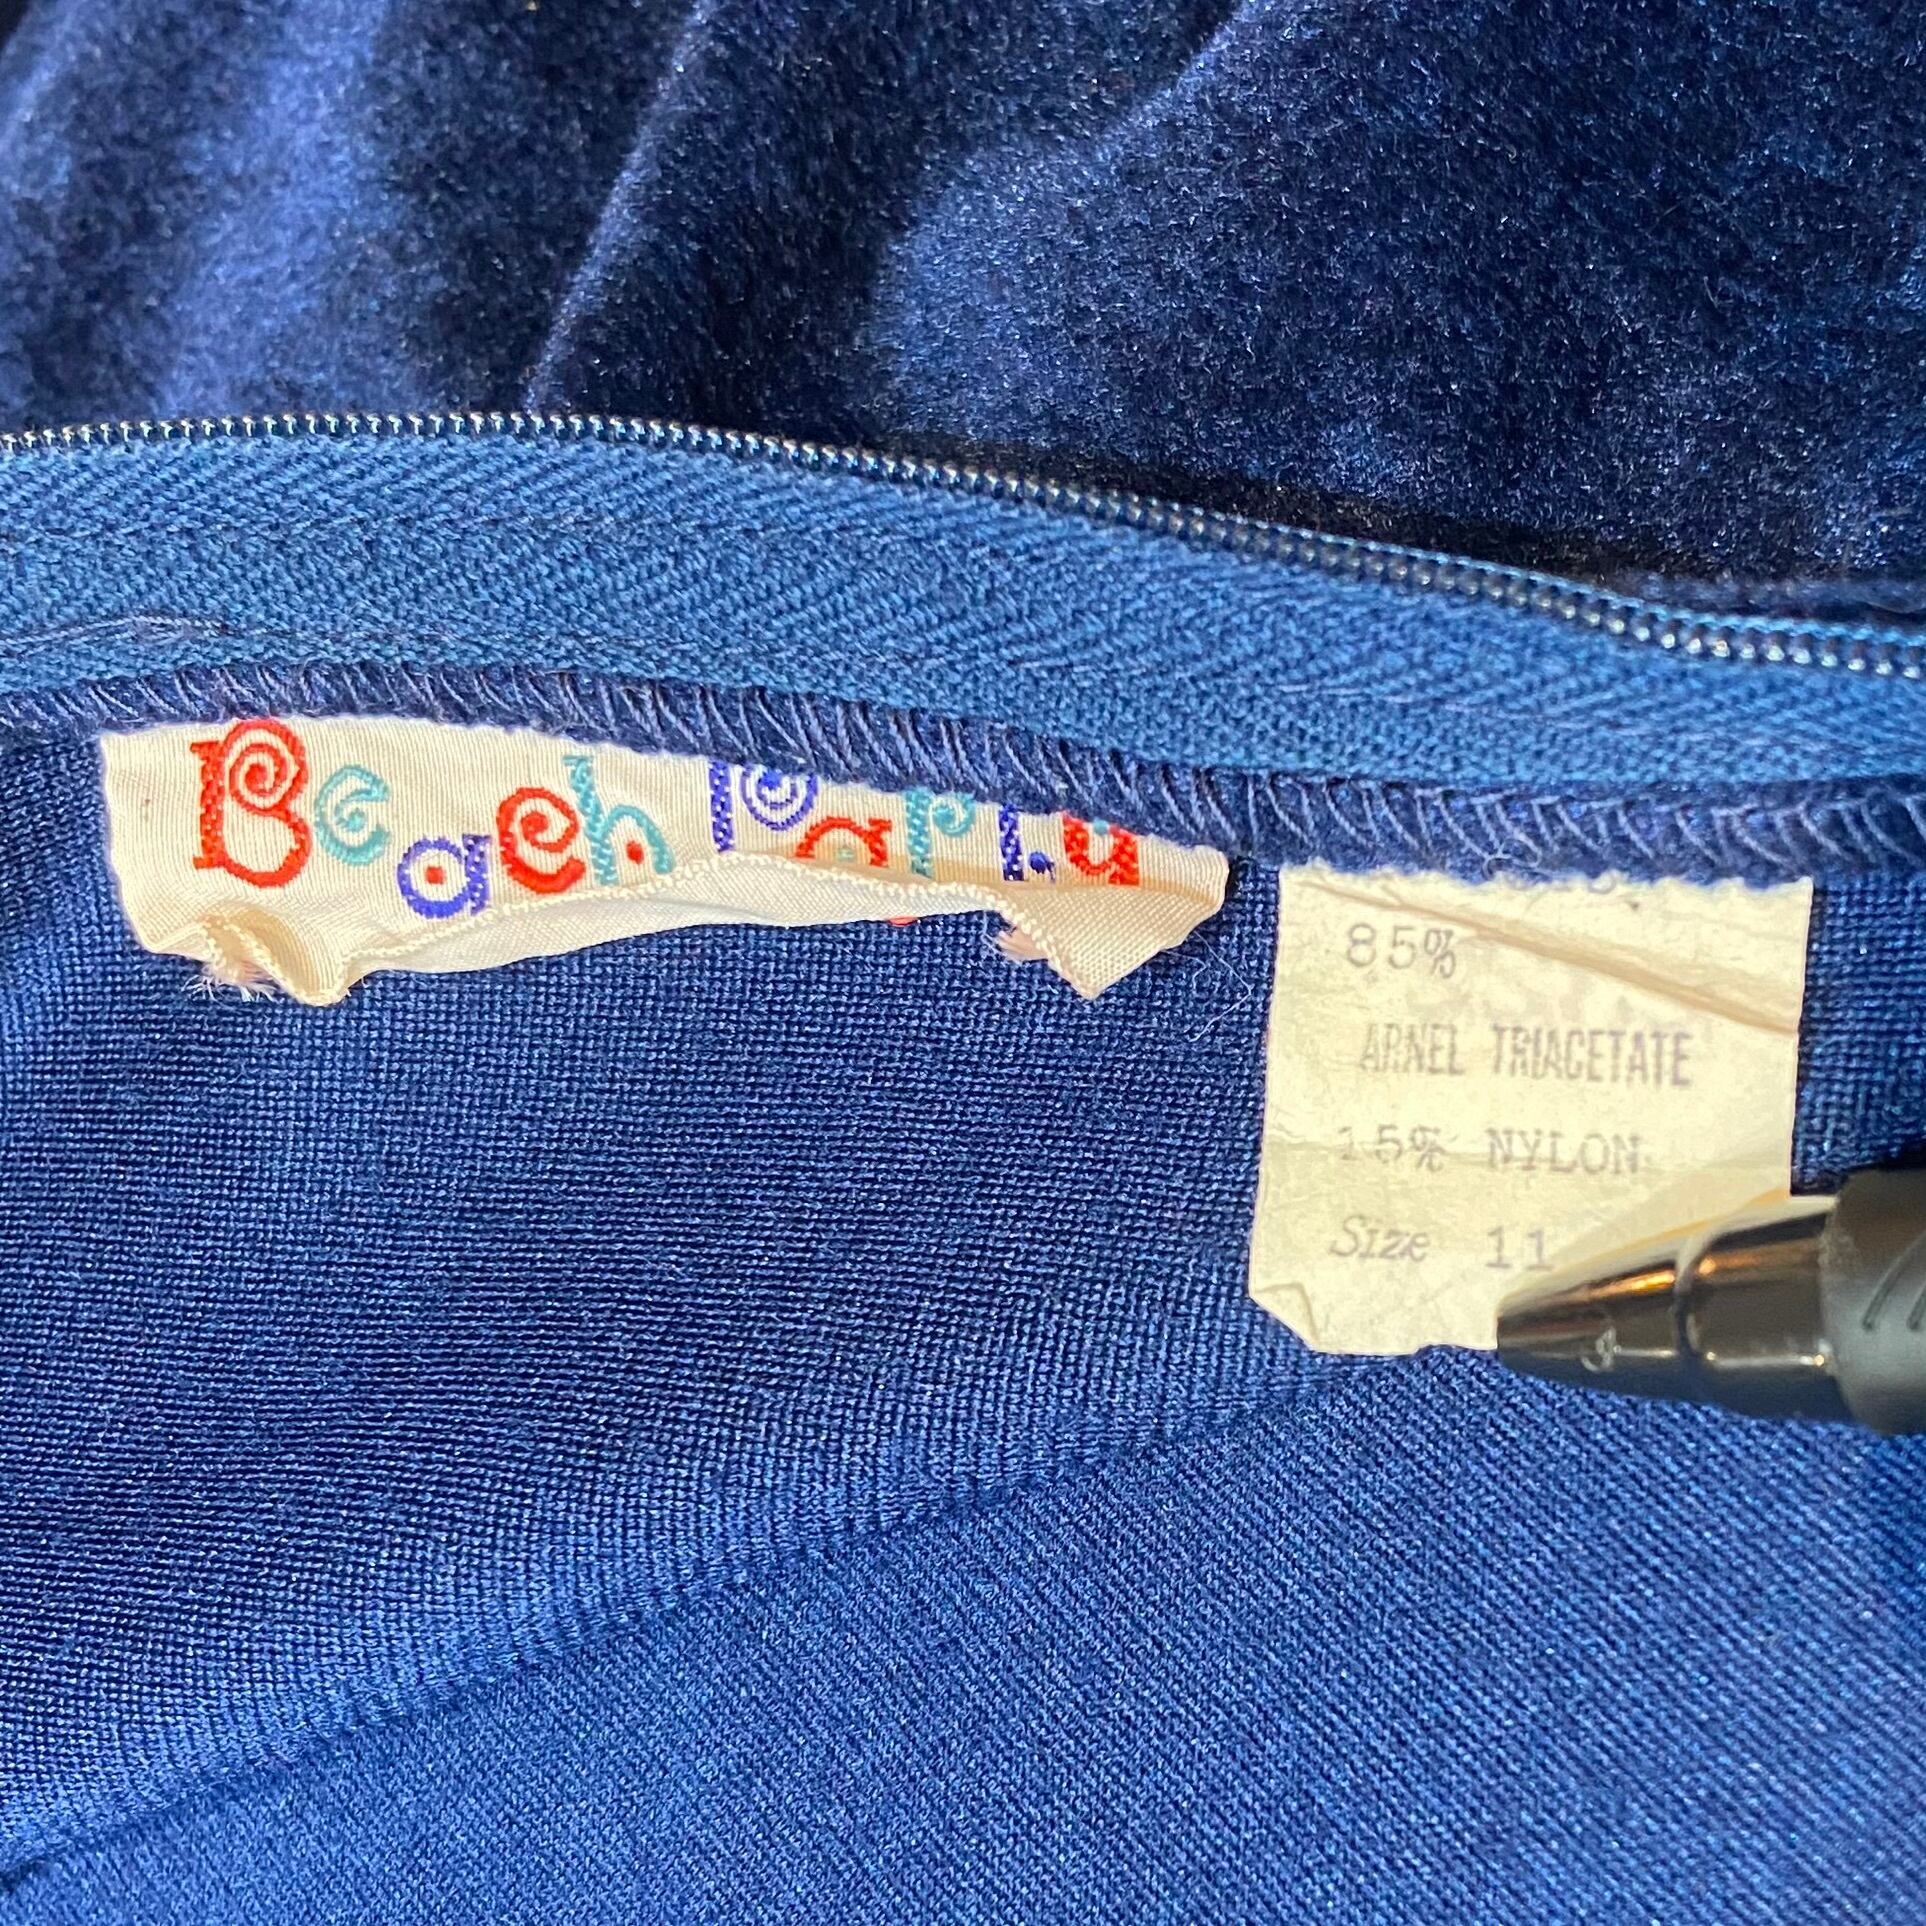 Beach Party
85%
ARNEL TRIACETATE
15% NYLON
Size 11